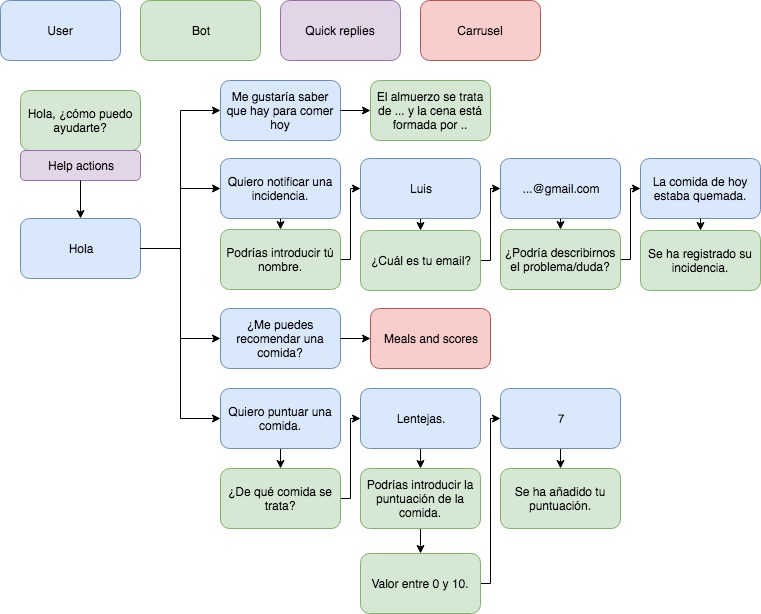 User
Bot
Quick replies
Carrusel
Hola, ¿cómo puedo
ayudarte?
Help actions
Hola
Me gustaría saber
que hay para comer
hoy
El almuerzo se trata
de ... y la cena está
formada por ..
Quiero notificar una
incidencia.
Luis
...@gmail.com
La comida de hoy
estaba quemada.
Podrías introducir tú
nombre.
¿Cuál es tu email?
¿Podría describirnos
el problema/duda?
Se ha registrado su
incidencia.
¿Me puedes
recomendar una
comida?
Meals and scores
Quiero puntuar una
comida.
Lentejas.
7
¿De qué comida se
trata?
Podrías introducir la
puntuación de la
comida.
Se ha añadido tu
puntuación.
Valor entre 0 y 10.